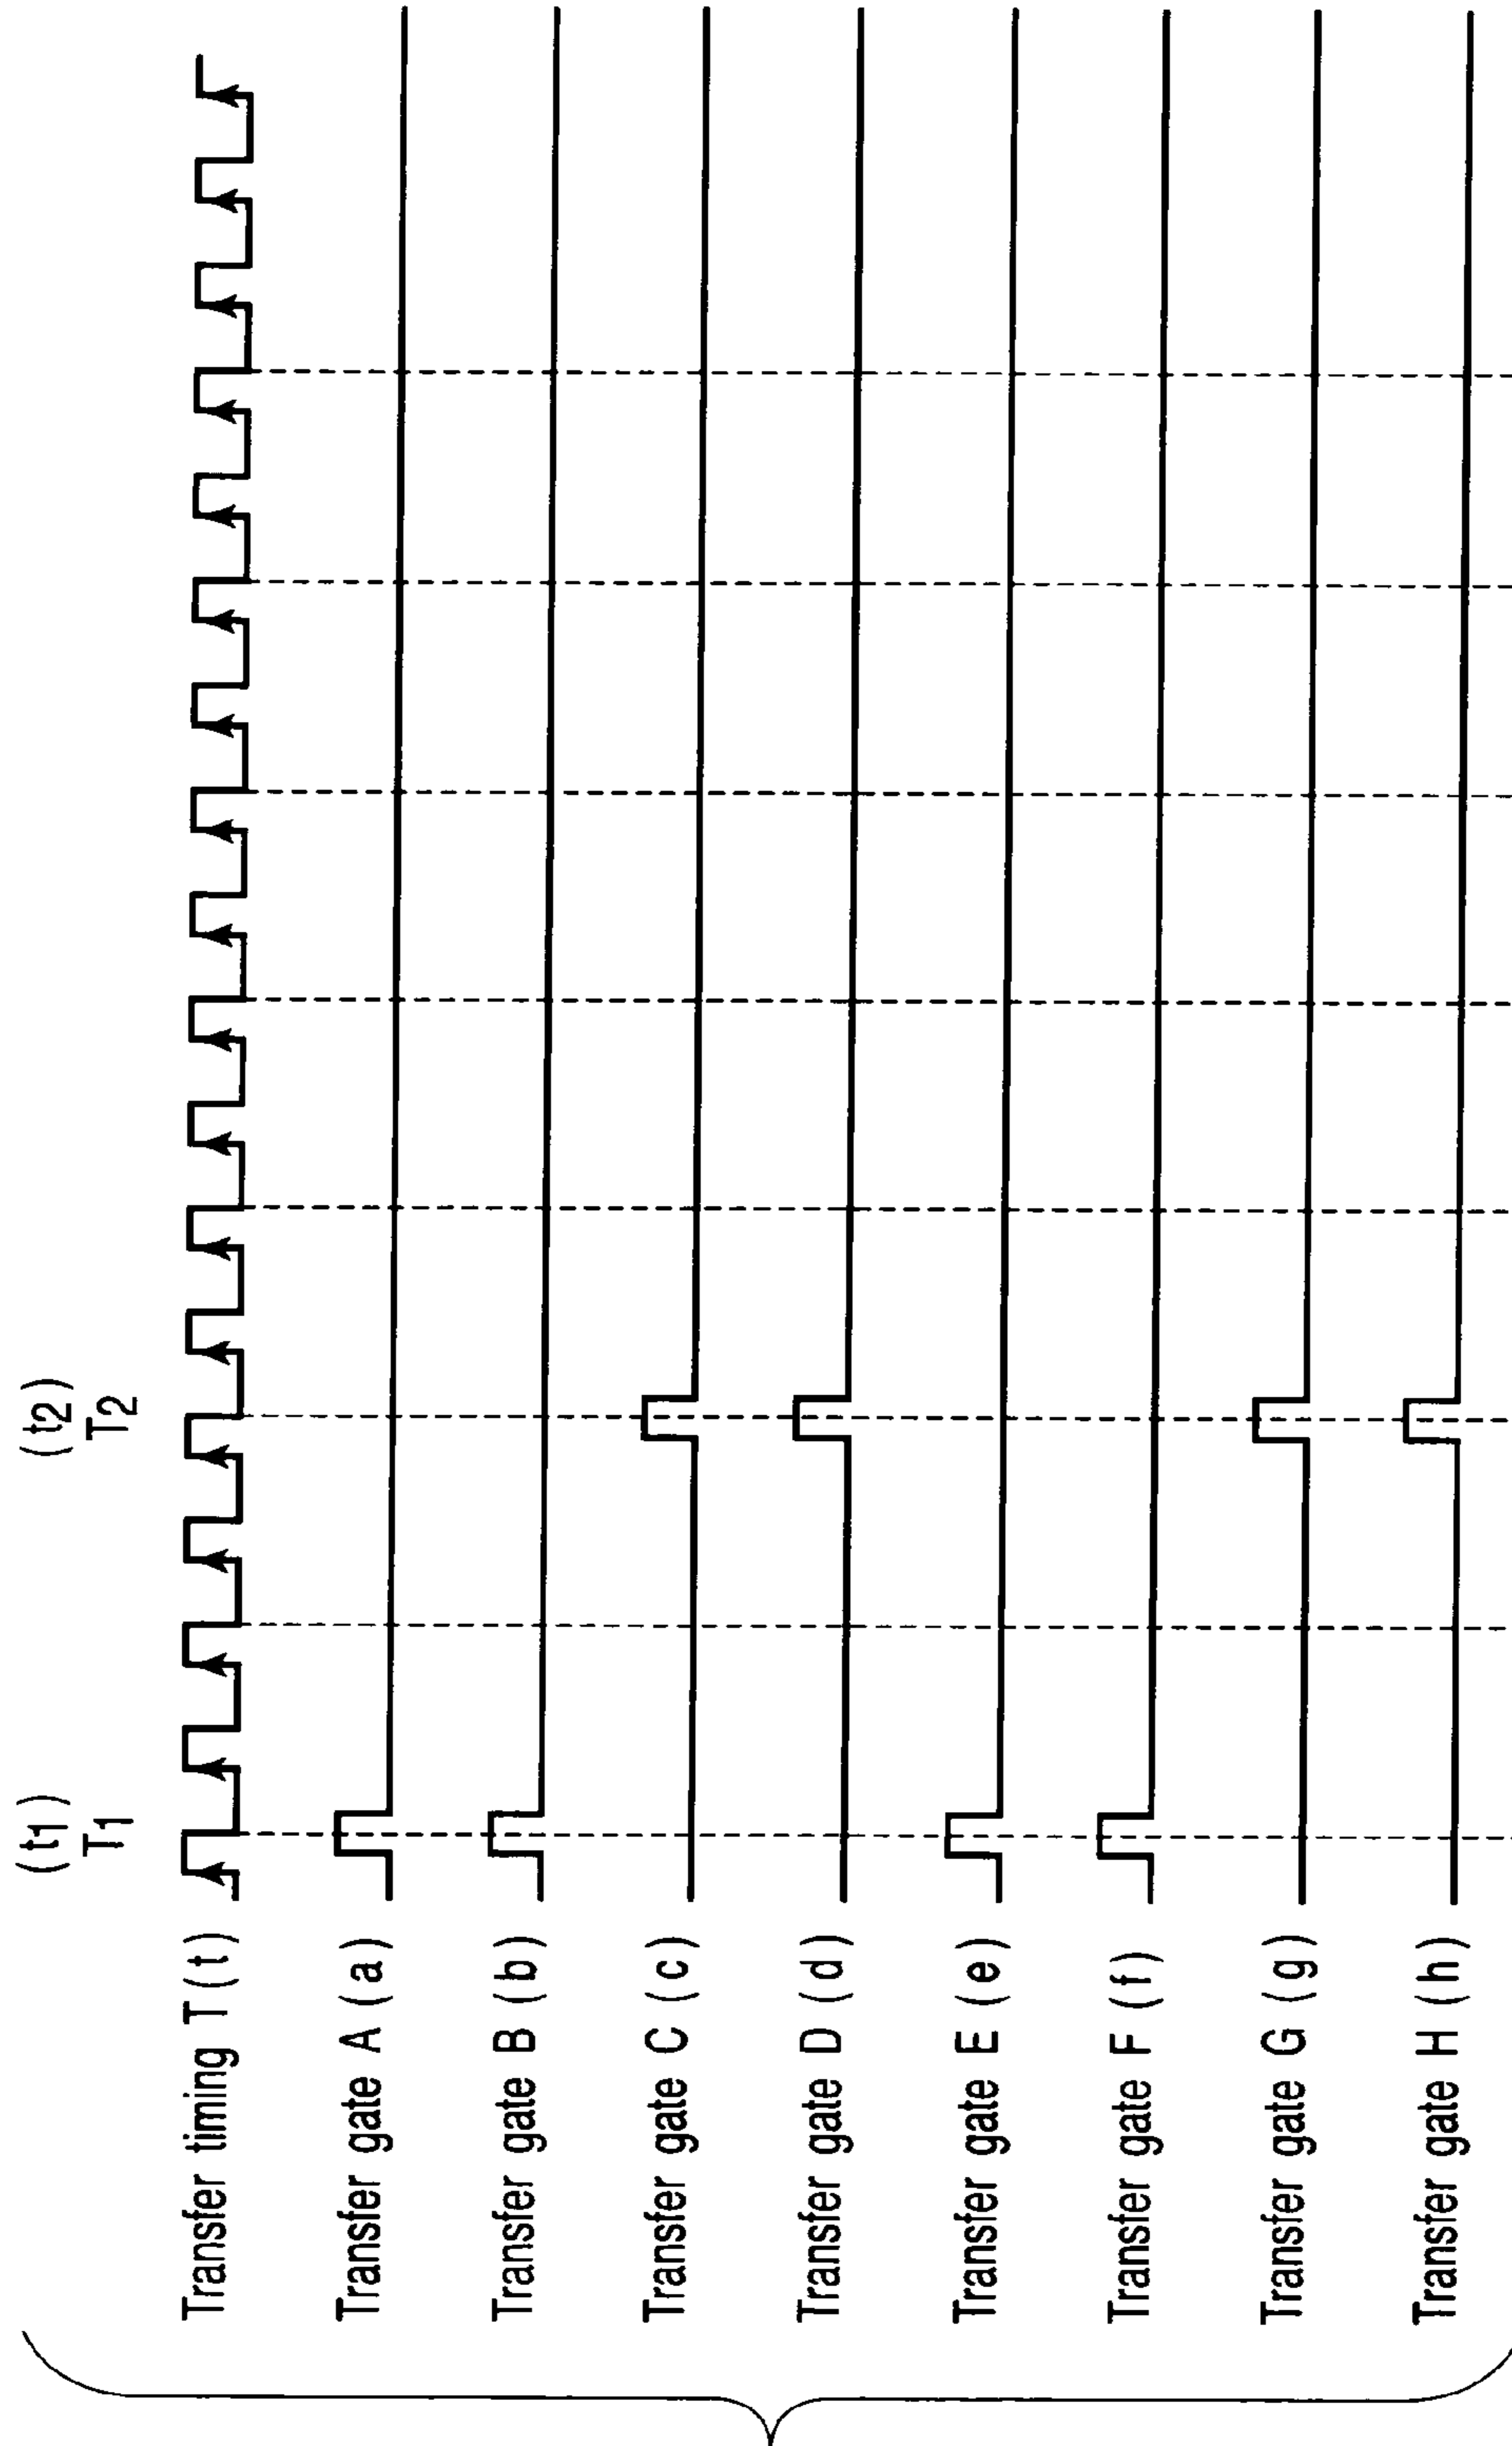 (t1) (t2)
T1 T2
Transfer timing T(t)
Transfer gate A(a)
Transfer gate B(b)
Transfer gate C(c)
Transfer gate D(d)
Transfer gate E(e)
Transfer gate F(f)
Transfer gate G(g)
Transfer gate H(h)